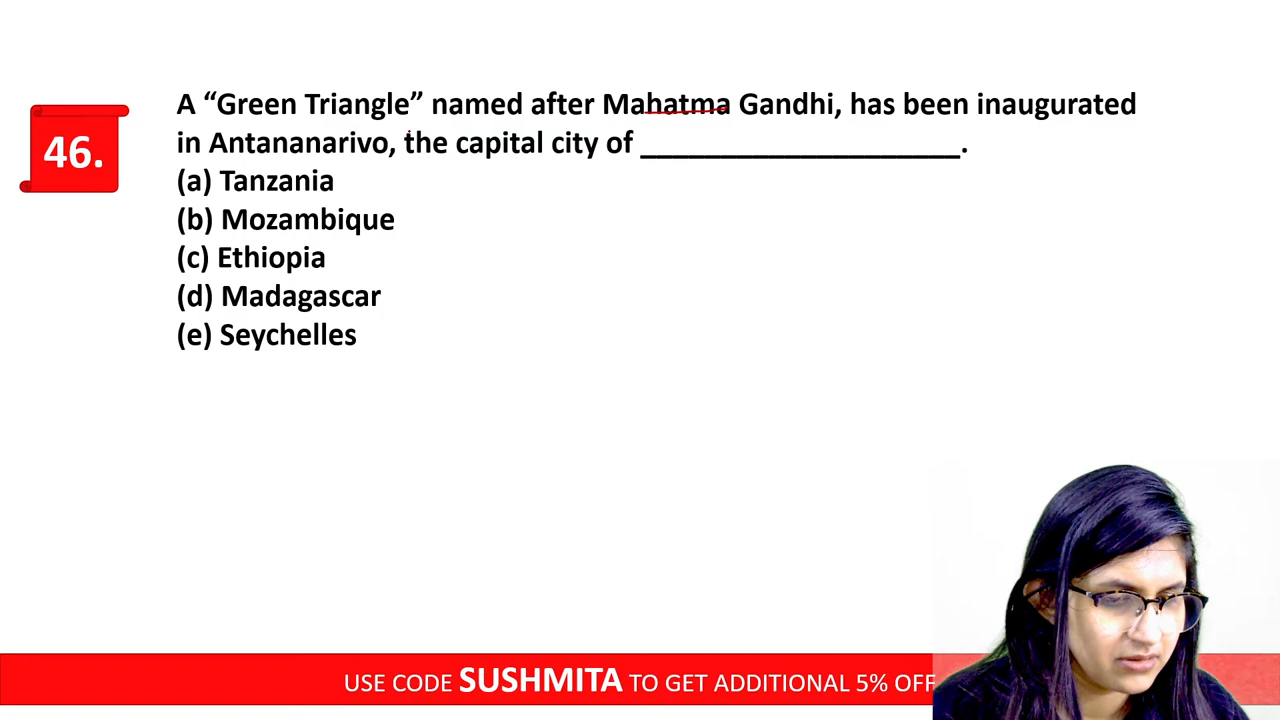 46.
A “Green Triangle” named after Mahatma Gandhi, has been inaugurated
in Antananarivo, the capital city of ____________________.
(a) Tanzania
(b) Mozambique
(c) Ethiopia
(d) Madagascar
(e) Seychelles
USE CODE SUSHMITA TO GET ADDITIONAL 5% OFF